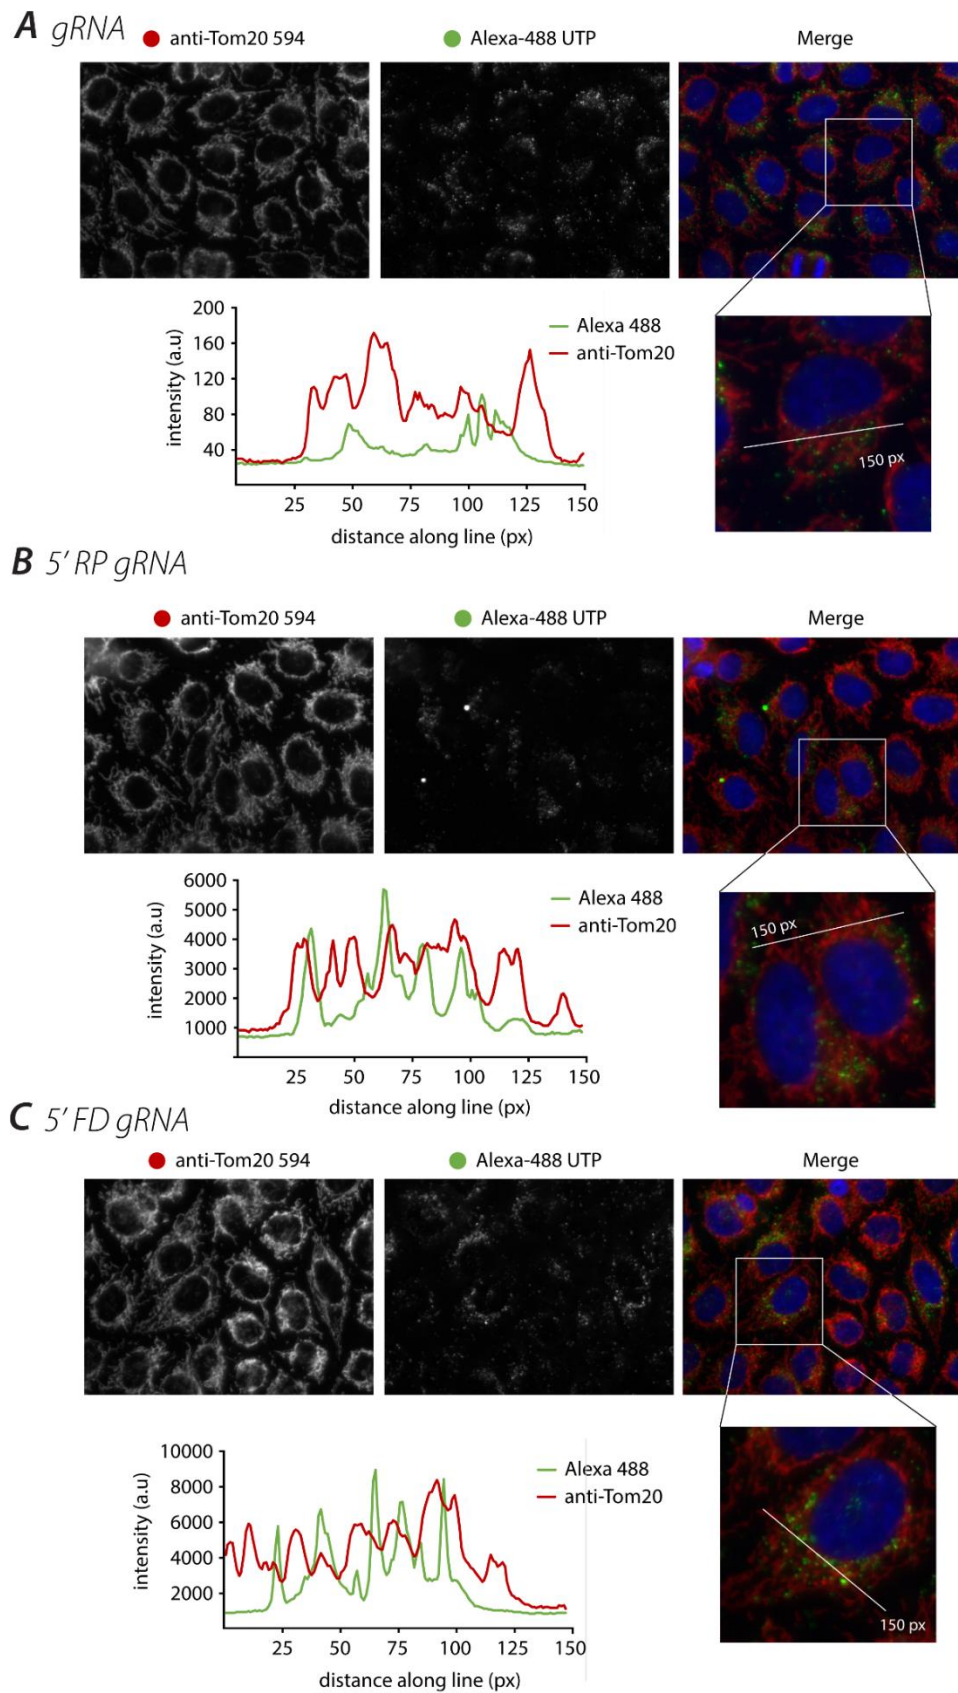 A gRNA
anti-Tom20 594 Alexa-488 UTP Merge
200
160
120
80
40
intensity (a.u)
Alexa 488
anti-Tom20
25 50 75 100 125 150
distance along line (px)
150 px
B 5' RP gRNA
anti-Tom20 594 Alexa-488 UTP Merge
6000
5000
4000
3000
2000
1000
intensity (a.u)
Alexa 488
anti-Tom20
25 50 75 100 125 150
distance along line (px)
150 px
C 5' FD gRNA
anti-Tom20 594 Alexa-488 UTP Merge
10000
8000
6000
4000
2000
intensity (a.u)
Alexa 488
anti-Tom20
25 50 75 100 125 150
distance along line (px)
150 px